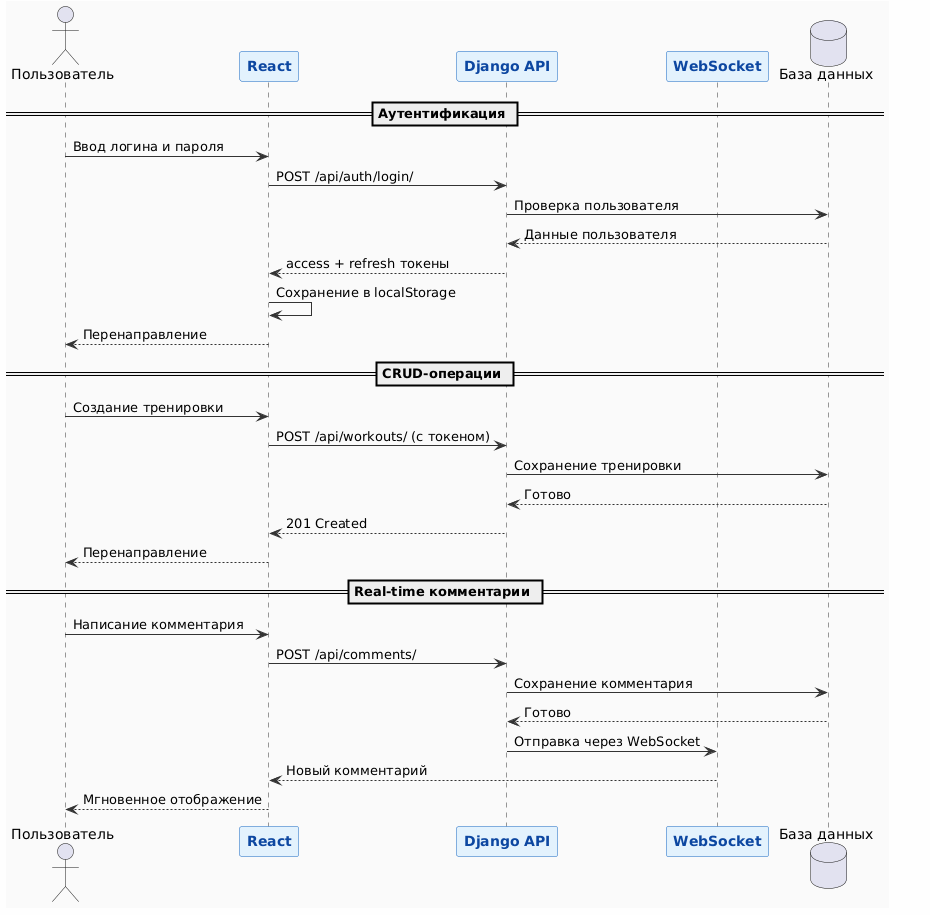 Пользователь
React
Django API
WebSocket
База данных
Аутентификация
Ввод логина и пароля
POST /api/auth/login/
Проверка пользователя
Данные пользователя
access + refresh токены
Сохранение в localStorage
Перенаправление
CRUD-операции
Создание тренировки
POST /api/workouts/ (с токеном)
Сохранение тренировки
Готово
201 Created
Перенаправление
Real-time комментарии
Написание комментария
POST /api/comments/
Сохранение комментария
Готово
Отправка через WebSocket
Новый комментарий
Мгновенное отображение
Пользователь
React
Django API
WebSocket
База данных